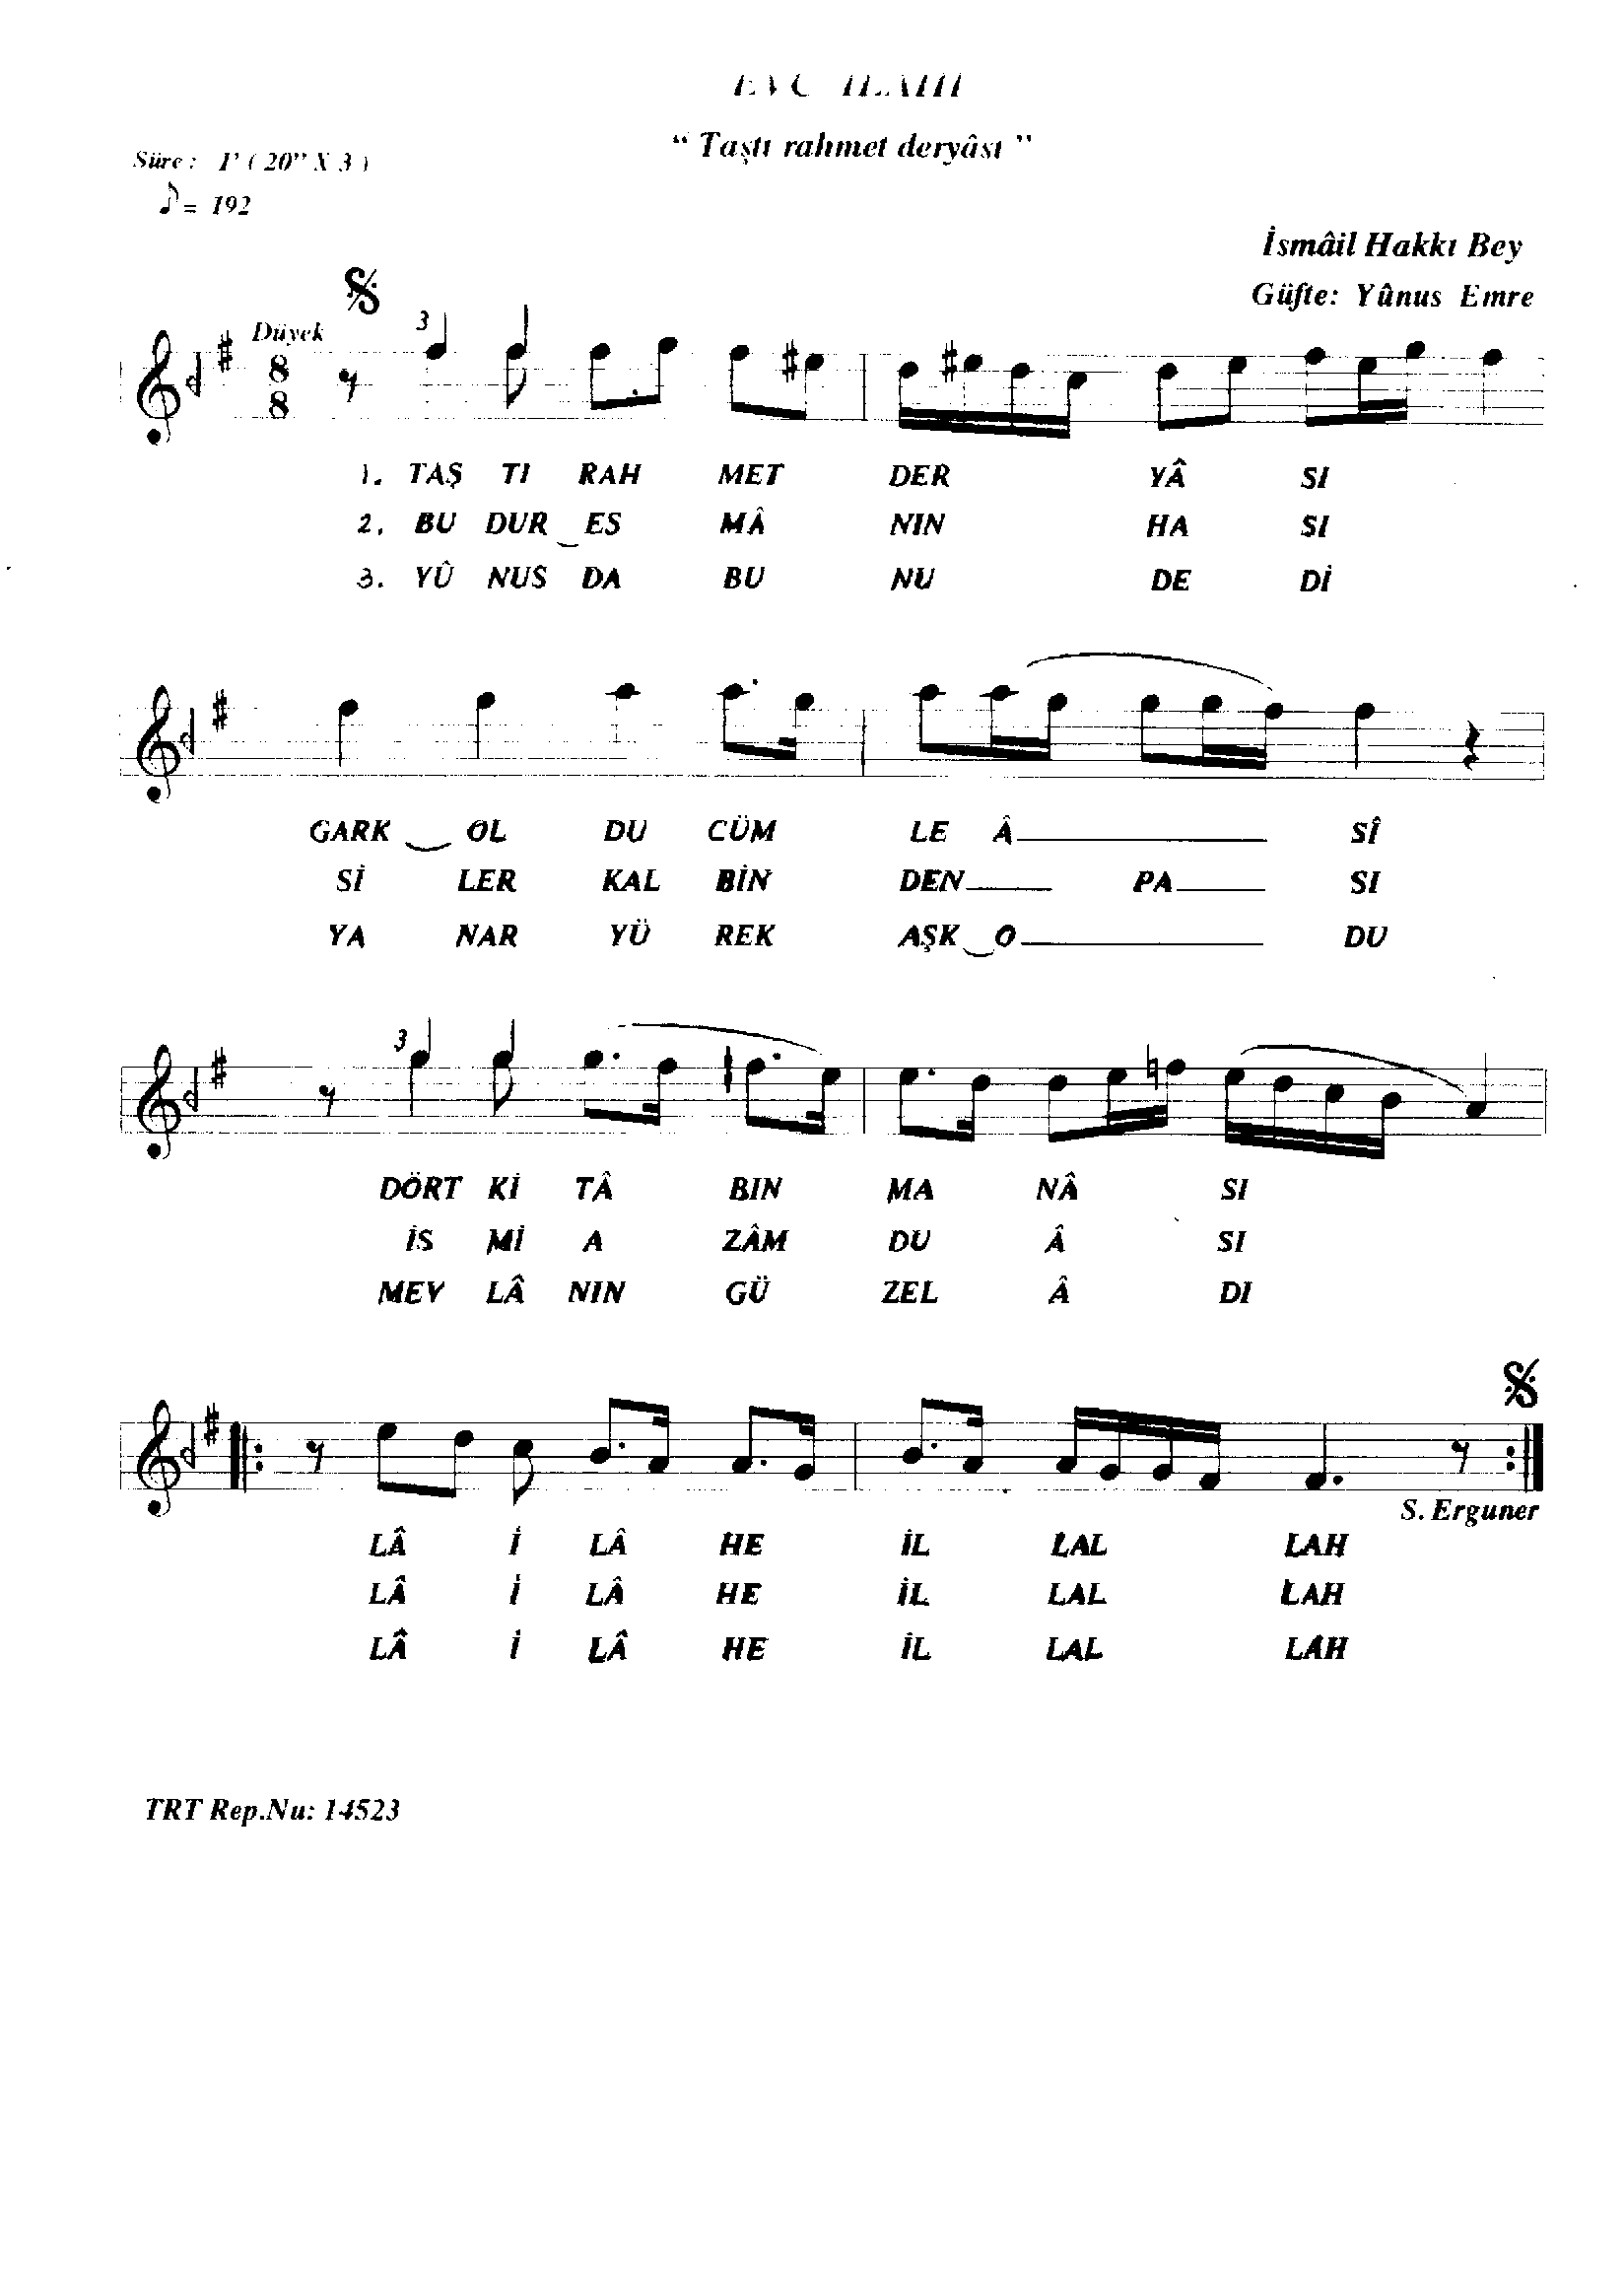 EVC İLÂHİ
“ Taştı rahmet deryâsı ”
Süre : 1' ( 20” X 3 )
♪ = 192
İsmâil Hakkı Bey
Güfte: Yûnus Emre
Düyek
3
8
8
1. TAŞ TI RAH MET DER YÂ SI
2. BU DUR ES MÂ NIN HA SI
3. YÛ NUS DA BU NU DE Dİ
GARK OL DU CÜM LE Â SÎ
Sİ LER KAL BİN DEN PA SI
YA NAR YÜ REK AŞK O DU
3
DÖRT Kİ TÂ BIN MA NÂ SI
İS Mİ A ZÂM DU Â SI
MEV LÂ NIN GÜ ZEL Â DI
S. Erguner
LÂ İ LÂ HE İL LAL LAH
LÂ İ LÂ HE İL LAL LAH
LÂ İ LÂ HE İL LAL LAH
TRT Rep.Nu: 14523